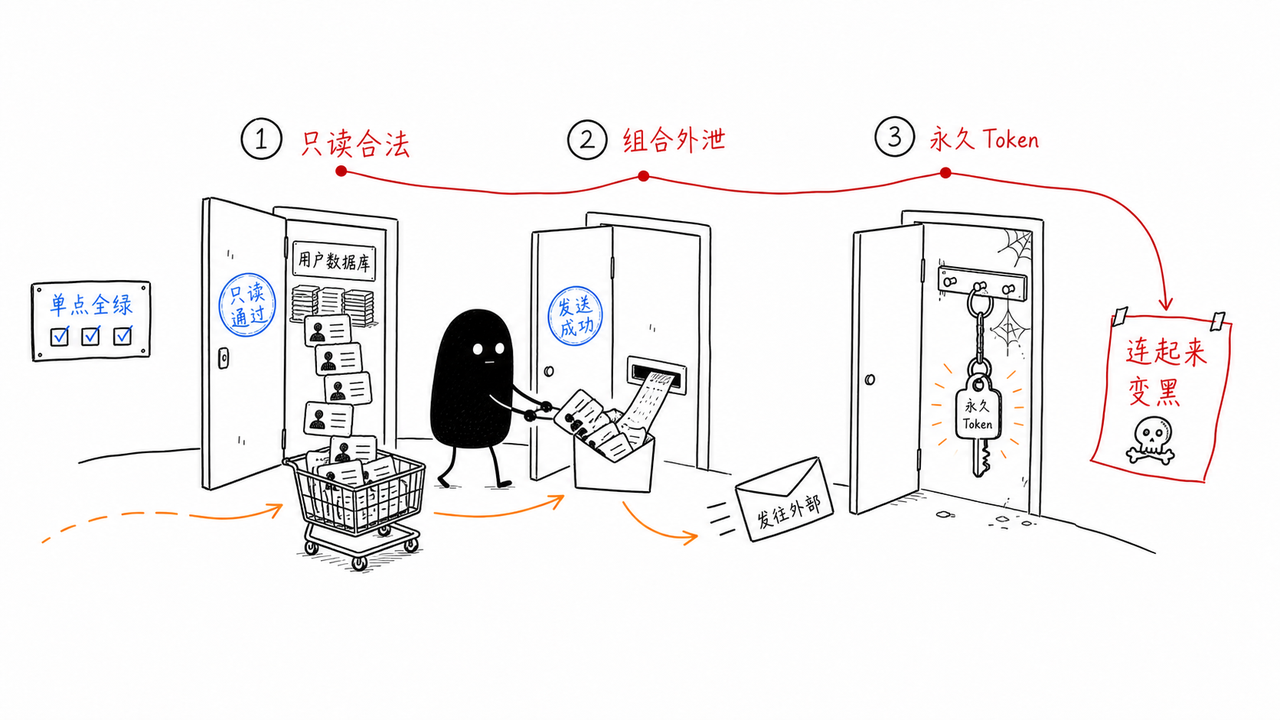 ① 只读合法
② 组合外泄
③ 永久 Token
单点全绿
只读
通过
用户数据库
发送
成功
发往外部
永久
Token
连起来
变黑